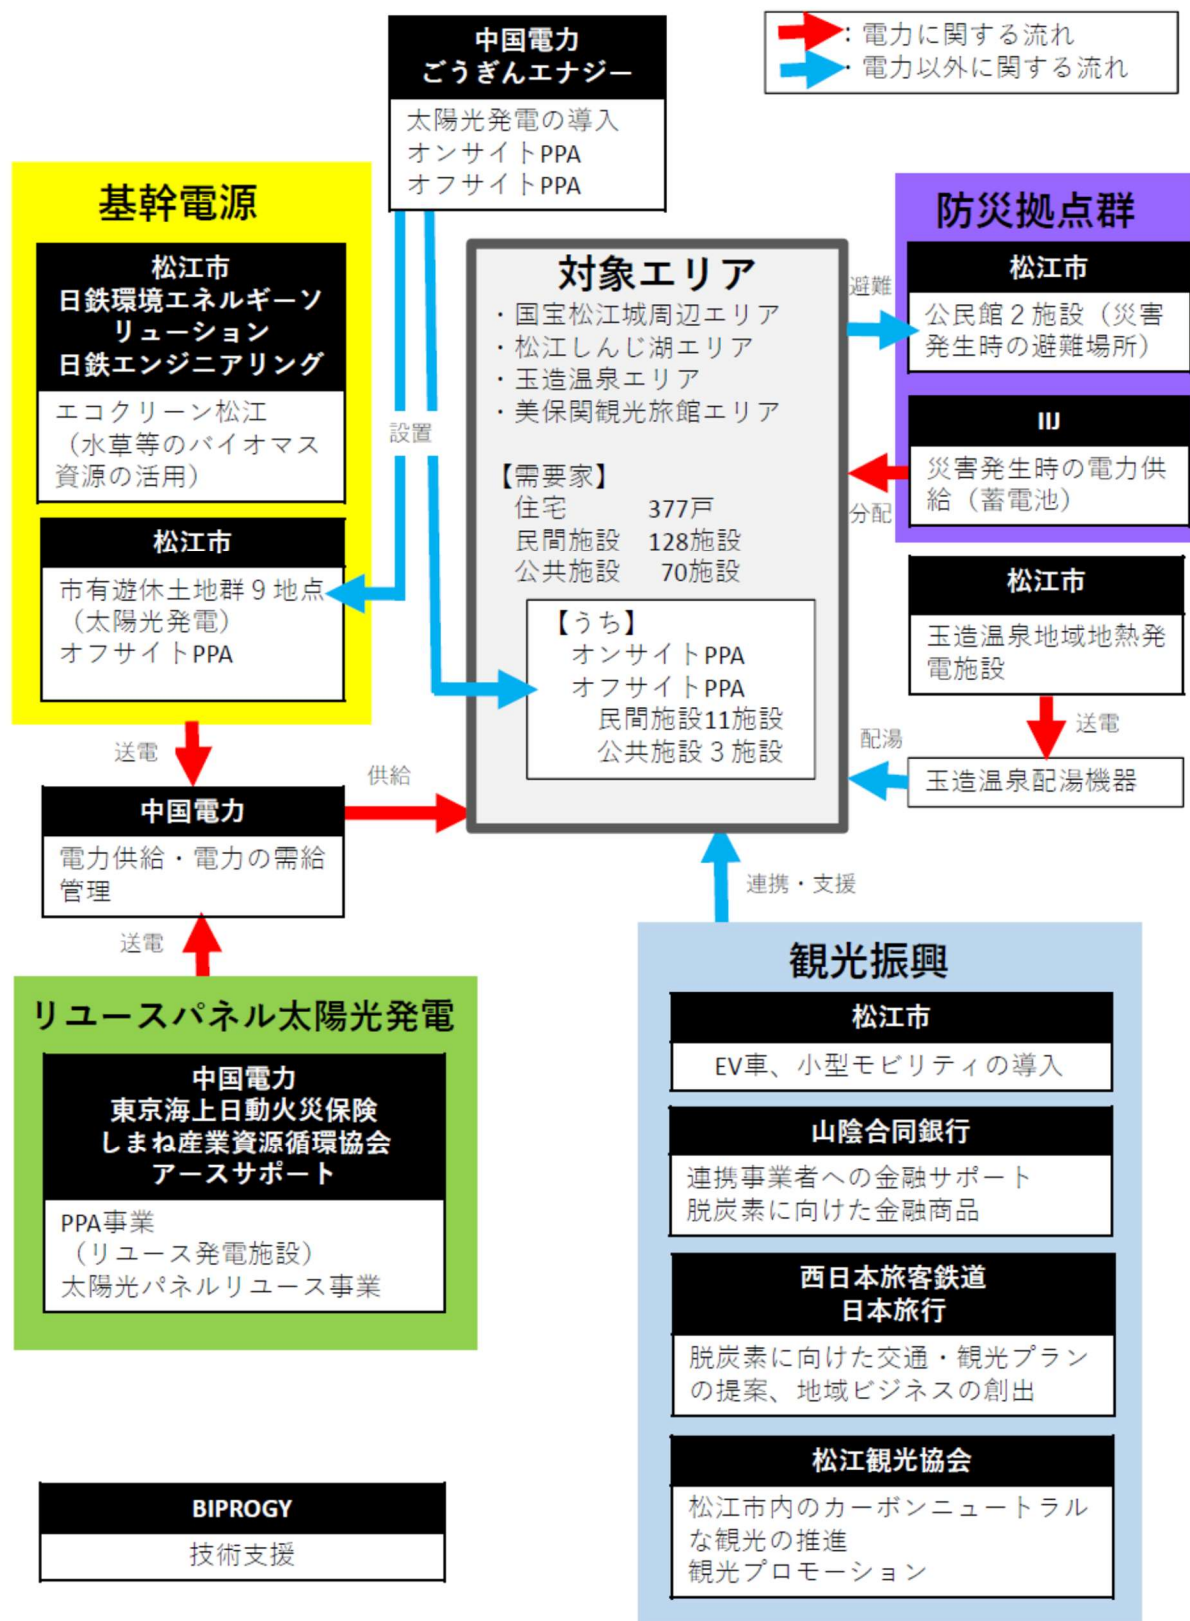 中国電力
ごうぎんエナジー
太陽光発電の導入
オンサイトPPA
オフサイトPPA
:電力に関する流れ
・電力以外に関する流れ
基幹電源
松江市
日鉄環境エネルギーソ
リューション
日鉄エンジニアリング
エコクリーン松江
（水草等のバイオマス
資源の活用）
松江市
市有遊休土地群９地点
（太陽光発電）
オフサイトPPA
設置
送電
中国電力
電力供給・電力の需給
管理
供給
送電
リユースパネル太陽光発電
中国電力
東京海上日動火災保険
しまね産業資源循環協会
アースサポート
PPA事業
（リユース発電施設）
太陽光パネルリユース事業
BIPROGY
技術支援
対象エリア
・国宝松江城周辺エリア
・松江しんじ湖エリア
・玉造温泉エリア
・美保関観光旅館エリア
【需要家】
住宅 377戸
民間施設 128施設
公共施設 70施設
【うち】
オンサイトPPA
オフサイトPPA
民間施設11施設
公共施設３施設
避難
分配
防災拠点群
松江市
公民館２施設（災害
発生時の避難場所）
IIJ
災害発生時の電力供
給（蓄電池）
松江市
玉造温泉地域地熱発
電施設
送電
配湯
玉造温泉配湯機器
連携・支援
観光振興
松江市
EV車、小型モビリティの導入
山陰合同銀行
連携事業者への金融サポート
脱炭素に向けた金融商品
西日本旅客鉄道
日本旅行
脱炭素に向けた交通・観光プラン
の提案、地域ビジネスの創出
松江観光協会
松江市内のカーボンニュートラル
な観光の推進
観光プロモーション